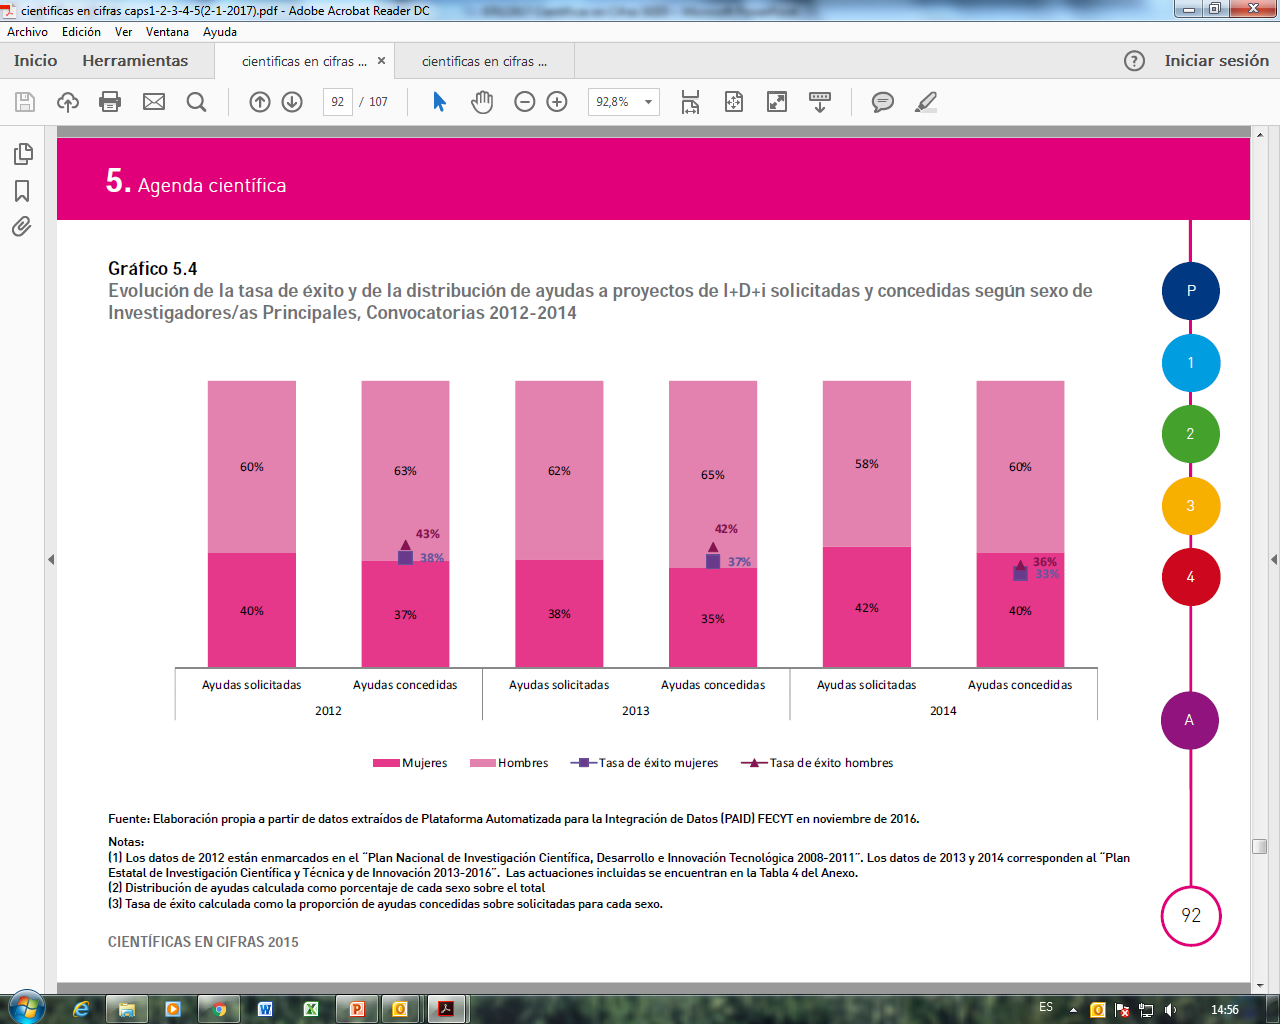 cientificas en cifras caps1-2-3-4-5(2-1-2017).pdf - Adobe Acrobat Reader DC
Archivo Edición Ver Ventana Ayuda
Inicio Herramientas cientificas en cifras ... × cientificas en cifras ... ? Iniciar sesión
92 / 107 92,8%
5. Agenda científica
Gráfico 5.4
Evolución de la tasa de éxito y de la distribución de ayudas a proyectos de I+D+i solicitadas y concedidas según sexo de
Investigadores/as Principales, Convocatorias 2012-2014
P
1
2
3
4
A
92
60% 63% 62% 65% 58% 60%
43% 42% 36%
38% 37% 33%
40% 37% 38% 35% 42% 40%
Ayudas solicitadas Ayudas concedidas Ayudas solicitadas Ayudas concedidas Ayudas solicitadas Ayudas concedidas
2012 2013 2014
Mujeres Hombres Tasa de éxito mujeres Tasa de éxito hombres
Fuente: Elaboración propia a partir de datos extraídos de Plataforma Automatizada para la Integración de Datos (PAID) FECYT en noviembre de 2016.
Notas:
(1) Los datos de 2012 están enmarcados en el “Plan Nacional de Investigación Científica, Desarrollo e Innovación Tecnológica 2008-2011”. Los datos de 2013 y 2014 corresponden al “Plan
Estatal de Investigación Científica y Técnica y de Innovación 2013-2016”. Las actuaciones incluidas se encuentran en la Tabla 4 del Anexo.
(2) Distribución de ayudas calculada como porcentaje de cada sexo sobre el total
(3) Tasa de éxito calculada como la proporción de ayudas concedidas sobre solicitadas para cada sexo.
CIENTÍFICAS EN CIFRAS 2015
ES 14:56